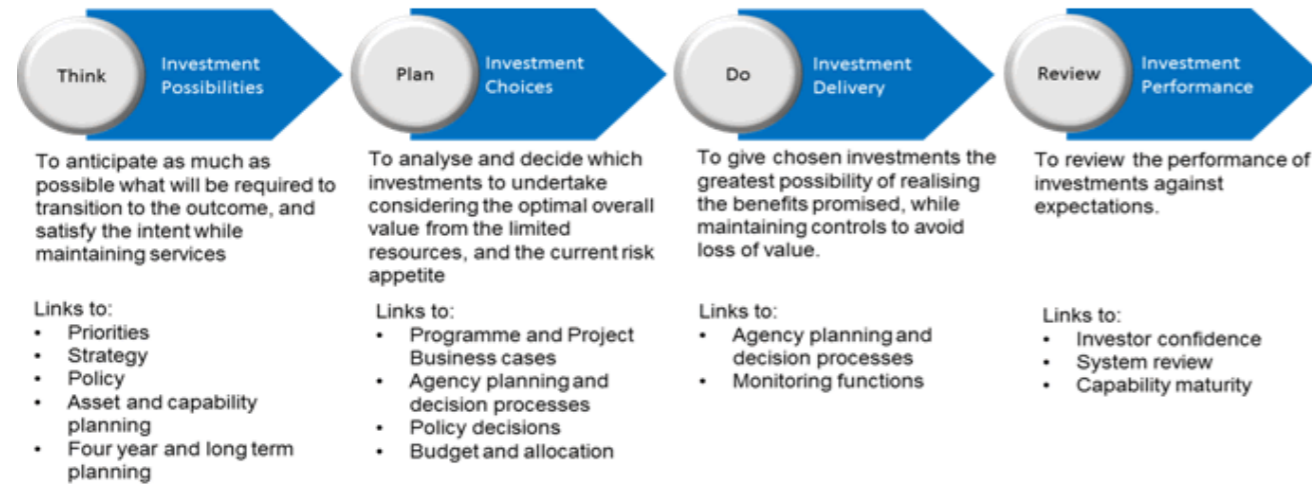 Think
Investment
Possibilities
To anticipate as much as
possible what will be required to
transition to the outcome, and
satisfy the intent while
maintaining services
Links to:
• Priorities
• Strategy
• Policy
• Asset and capability
planning
• Four year and long term
planning
Plan
Investment
Choices
To analyse and decide which
investments to undertake
considering the optimal overall
value from the limited
resources, and the current risk
appetite
Links to:
• Programme and Project
Business cases
• Agency planning and
decision processes
• Policy decisions
• Budget and allocation
Do
Investment
Delivery
To give chosen investments the
greatest possibility of realising
the benefits promised, while
maintaining controls to avoid
loss of value.
Links to:
• Agency planning and
decision processes
• Monitoring functions
Review
Investment
Performance
To review the performance of
investments against
expectations.
Links to:
• Investor confidence
• System review
• Capability maturity